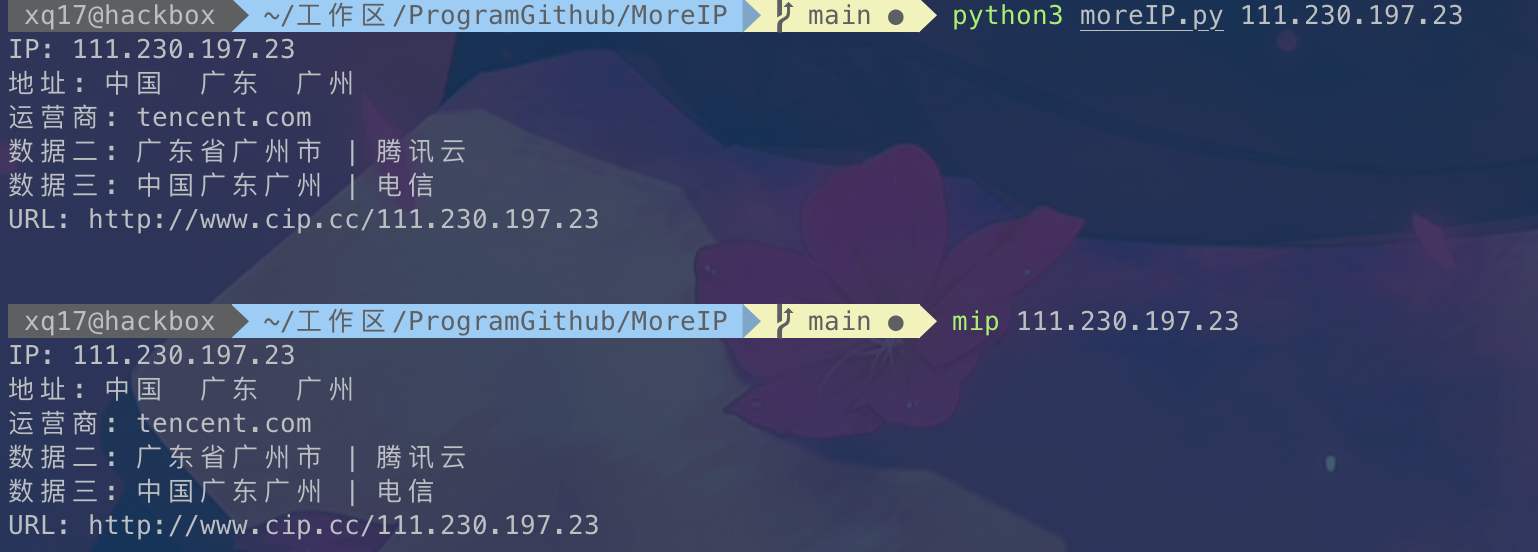 xq17@hackbox ~/工作区/ProgramGithub/MoreIP main ● python3 moreIP.py 111.230.197.23
IP: 111.230.197.23
地址: 中国 广东 广州
运营商: tencent.com
数据二: 广东省广州市 | 腾讯云
数据三: 中国广东广州 | 电信
URL: http://www.cip.cc/111.230.197.23
xq17@hackbox ~/工作区/ProgramGithub/MoreIP main ● mip 111.230.197.23
IP: 111.230.197.23
地址: 中国 广东 广州
运营商: tencent.com
数据二: 广东省广州市 | 腾讯云
数据三: 中国广东广州 | 电信
URL: http://www.cip.cc/111.230.197.23